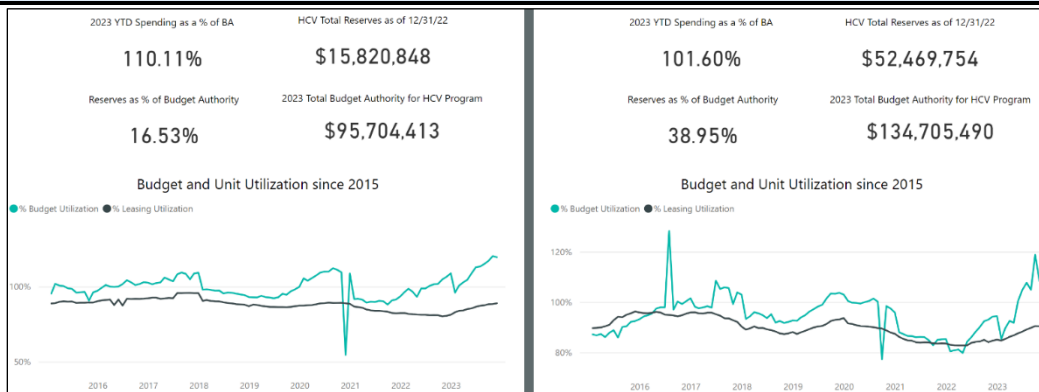 2023 YTD Spending as a % of BA
HCV Total Reserves as of 12/31/22
110.11%
$15,820,848
Reserves as % of Budget Authority
2023 Total Budget Authority for HCV Program
16.53%
$95,704,413
Budget and Unit Utilization since 2015
% Budget Utilization % Leasing Utilization
100%
50%
2016 2017 2018 2019 2020 2021 2022 2023
2023 YTD Spending as a % of BA
HCV Total Reserves as of 12/31/22
101.60%
$52,469,754
Reserves as % of Budget Authority
2023 Total Budget Authority for HCV Program
38.95%
$134,705,490
Budget and Unit Utilization since 2015
% Budget Utilization % Leasing Utilization
120%
100%
80%
2016 2017 2018 2019 2020 2021 2022 2023